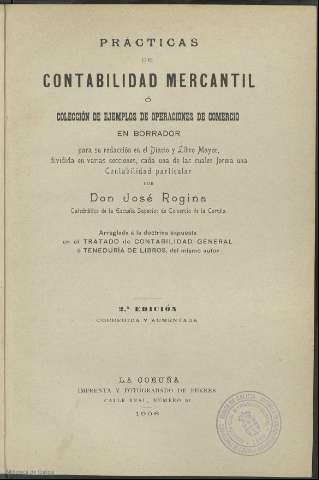 PRÁCTICAS
DE
CONTABILIDAD MERCANTIL
Ó
COLECCIÓN DE EJEMPLOS DE OPERACIONES DE COMERCIO
EN BORRADOR
para su redacción en el Diario y Libro Mayor,
dividida en varias secciones, cada una de las cuales forma una
Contabilidad particular
POR
Don José Rogina
Catedrático de la Escuela Superior de Comercio de la Coruña
Arreglada á la doctrina expuesta
en el TRATADO de CONTABILIDAD GENERAL
ó TENEDURÍA DE LIBROS, del mismo autor
2.ª EDICIÓN
CORREGIDA Y AUMENTADA
LA CORUÑA
IMPRENTA Y FOTOGRABADO DE FERRER
CALLE REAL, NÚMERO 61
1906
Biblioteca de Galicia